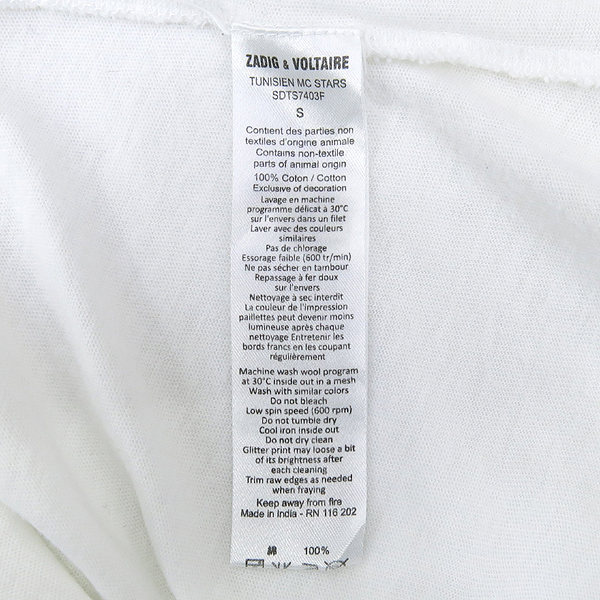 ZADIG & VOLTAIRE
TUNISIEN MC STARS
SDTS7403F
S
Contient des parties non
textiles d'origine animale
Contains non-textile
parts of animal origin
100% Coton / Cotton
Exclusive of decoration
Lavage en machine
programme délicat à 30°C
sur l'envers dans un filet
Laver avec des couleurs
similaires
Pas de chlorage
Essorage faible (600 tr/min)
Ne pas sécher en tambour
Repassage à fer doux
sur l'envers
Nettoyage à sec interdit
La couleur de l'impression
paillettes peut devenir moins
lumineuse après chaque
nettoyage Entretenir les
bords francs en les coupant
régulièrement
Machine wash wool program
at 30°C inside out in a mesh
Wash with similar colors
Do not bleach
Low spin speed (600 rpm)
Do not tumble dry
Cool iron inside out
Do not dry clean
Glitter print may loose a bit
of its brightness after
each cleaning
Trim raw edges as needed
when fraying
Keep away from fire
Made in India - RN 116 202
100%